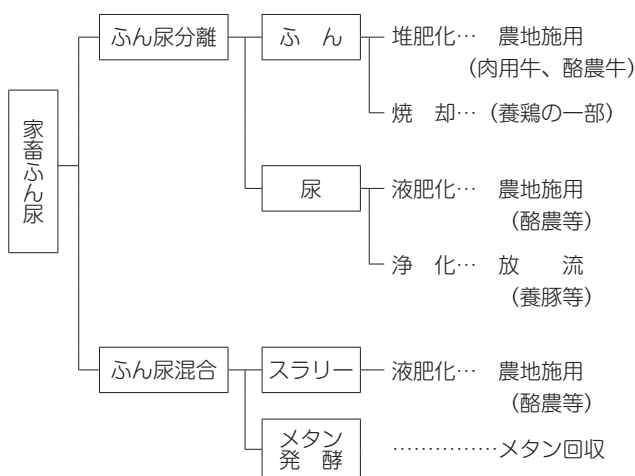 家畜ふん尿
ふん尿分離
ふ　ん
堆肥化…　農地施用
（肉用牛、酪農牛）
焼　却…（養鶏の一部）
尿
液肥化…　農地施用
（酪農等）
浄　化…　放　　流
（養豚等）
ふん尿混合
スラリー
液肥化…　農地施用
（酪農等）
メタン
発　酵
……………メタン回収